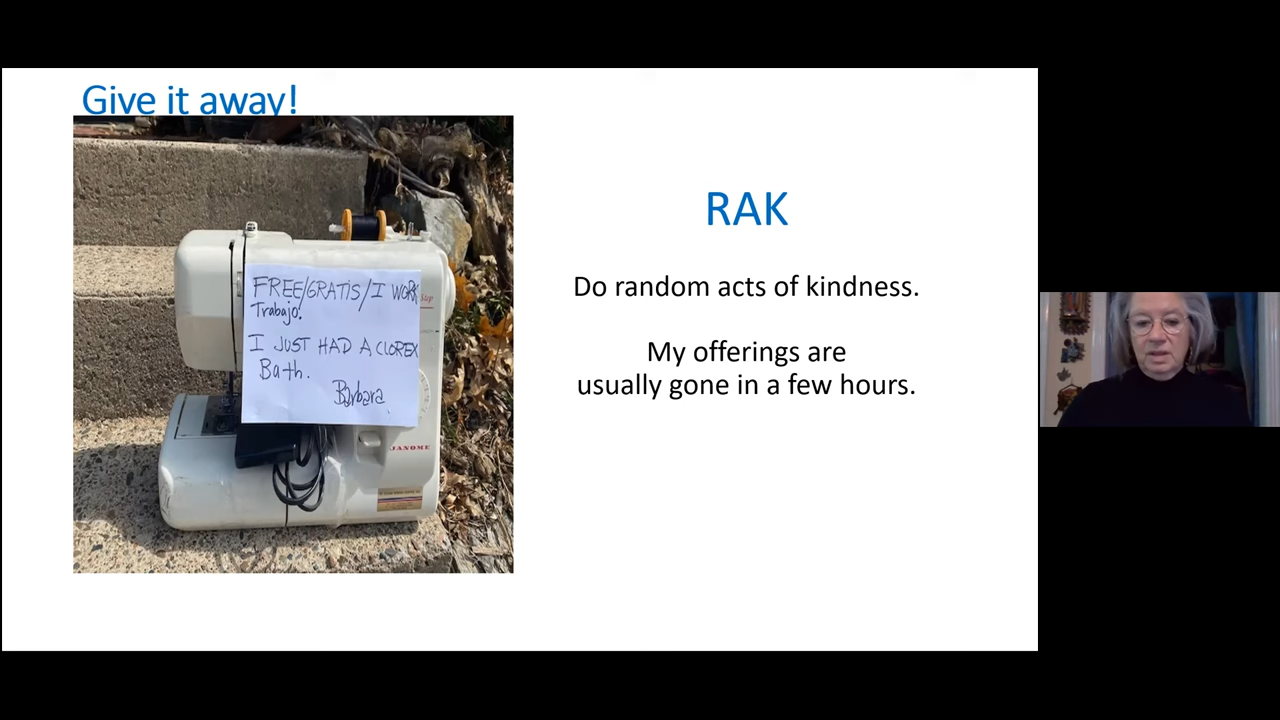 Give it away!
FREE/GRATIS/I WORK
Trabajo.
I JUST HAD A CLOREX
Bath.
Barbara
JANOME
RAK
Do random acts of kindness.
My offerings are
usually gone in a few hours.